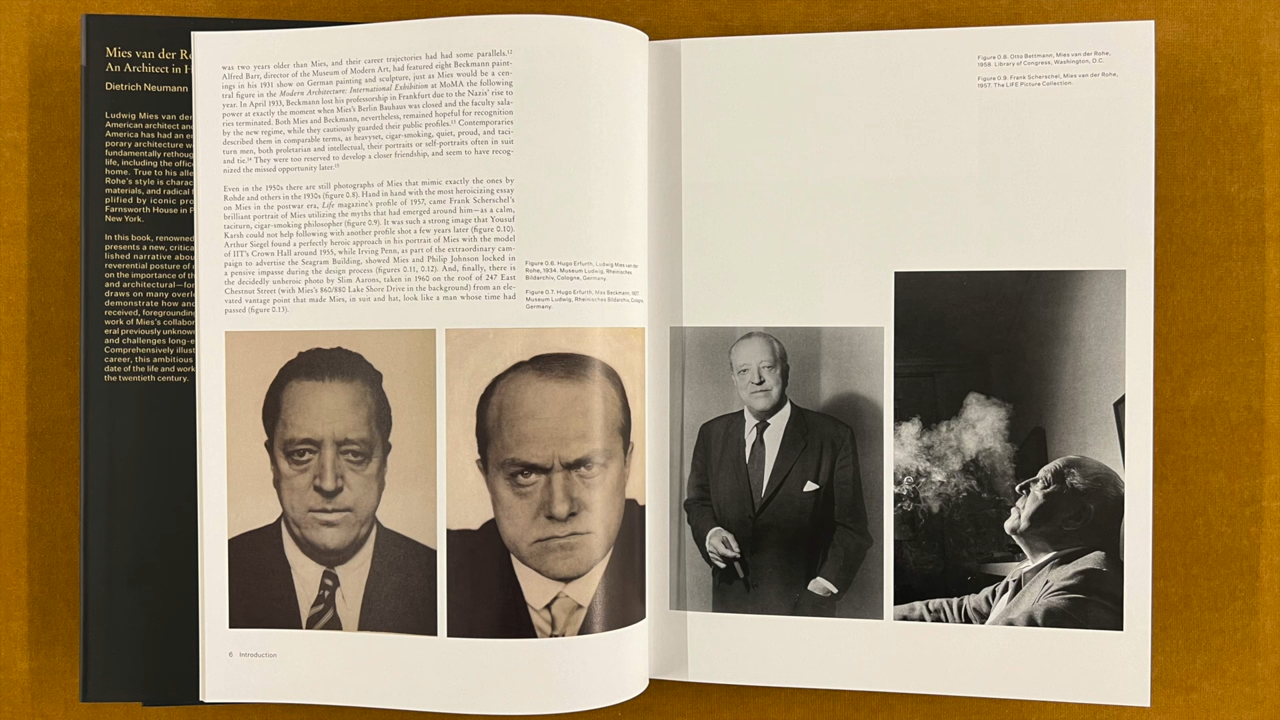 Mies van der Ro
An Architect in H
Dietrich Neumann
Ludwig Mies van der
American architect and
America has had an e
porary architecture w
fundamentally rethoug
life, including the offic
home. True to his alle
Rohe's style is charac
materials, and radical
plified by iconic pro
Farnsworth House in P
New York.
In this book, renowned
presents a new, critica
lished narrative abou
reverential posture of
on the importance of th
and architectural—for
draws on many overl
demonstrate how and
received, foregrounding
work of Mies's collabor
eral previously unknow
and challenges long-e
Comprehensively illust
career, this ambitious
date of the life and work
the twentieth century.
was two years older than Mies, and their career trajectories had had some parallels.12
Alfred Barr, director of the Museum of Modern Art, had featured eight Beckmann paint-
ings in his 1931 show on German painting and sculpture, just as Mies would be a cen-
tral figure in the Modern Architecture: International Exhibition at MoMA the following
year. In April 1933, Beckmann lost his professorship in Frankfurt due to the Nazis' rise to
power at exactly the moment when Mies's Berlin Bauhaus was closed and the faculty sala-
ries terminated. Both Mies and Beckmann, nevertheless, remained hopeful for recognition
by the new regime, while they cautiously guarded their public profiles.13 Contemporaries
described them in comparable terms, as heavyset, cigar-smoking, quiet, proud, and taci-
turn men, both proletarian and intellectual, their portraits or self-portraits often in suit
and tie.14 They were too reserved to develop a closer friendship, and seem to have recog-
nized the missed opportunity later.15
Even in the 1950s there are still photographs of Mies that mimic exactly the ones by
Rohde and others in the 1930s (figure 0.8). Hand in hand with the most heroicizing essay
on Mies in the postwar era, Life magazine's profile of 1957, came Frank Scherschel's
brilliant portrait of Mies utilizing the myths that had emerged around him—as a calm,
taciturn, cigar-smoking philosopher (figure 0.9). It was such a strong image that Yousuf
Karsh could not help following with another profile shot a few years later (figure 0.10).
Arthur Siegel found a perfectly heroic approach in his portrait of Mies with the model
of IIT's Crown Hall around 1955, while Irving Penn, as part of the extraordinary cam-
paign to advertise the Seagram Building, showed Mies and Philip Johnson locked in
a pensive impasse during the design process (figures 0.11, 0.12). And, finally, there is
the decidedly unheroic photo by Slim Aarons, taken in 1960 on the roof of 247 East
Chestnut Street (with Mies's 860/880 Lake Shore Drive in the background) from an ele-
vated vantage point that made Mies, in suit and hat, look like a man whose time had
passed (figure 0.13).
Figure 0.6. Hugo Erfurth, Ludwig Mies van der
Rohe, 1934. Museum Ludwig, Rheinisches
Bildarchiv, Cologne, Germany.
Figure 0.7. Hugo Erfurth, Max Beckmann,
Museum Ludwig, Rheinisches Bildarchiv, Cologne,
Germany.
6 Introduction
Figure 0.8. Otto Bettmann, Mies van der Rohe,
1958. Library of Congress, Washington, D.C.
Figure 0.9. Frank Scherschel, Mies van der Rohe,
1957. The LIFE Picture Collection.